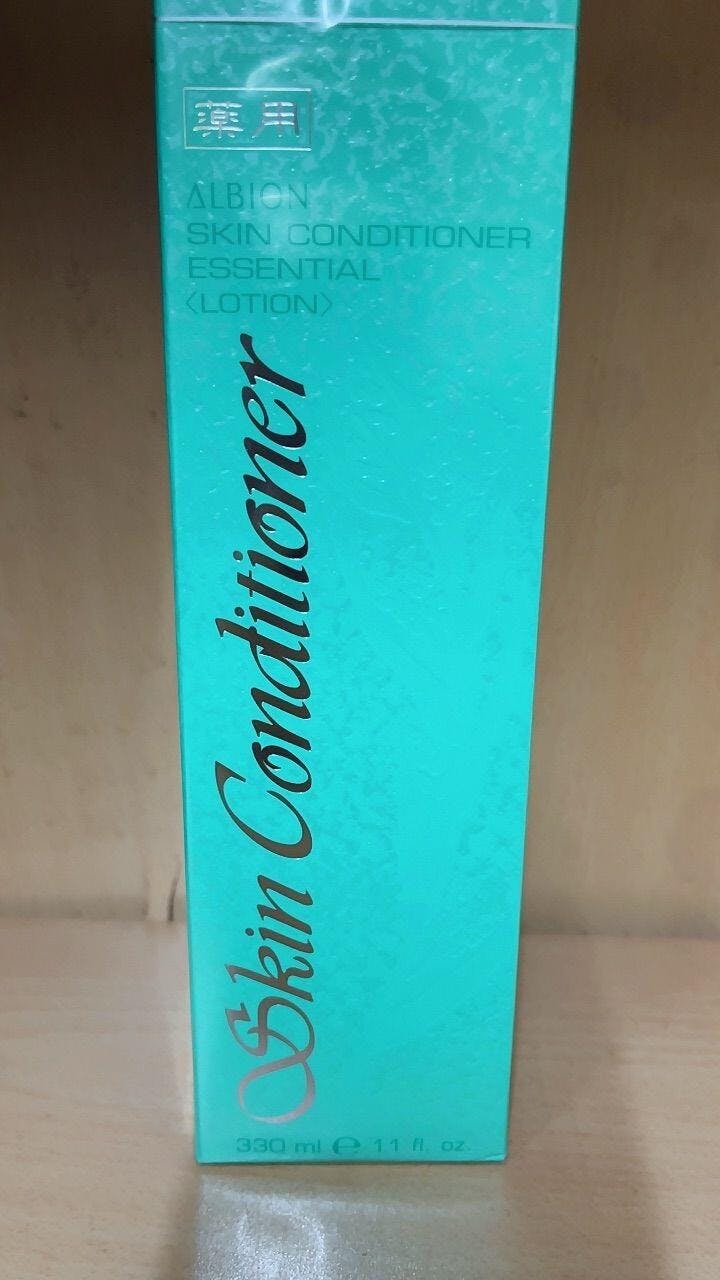 薬用
ALBION
SKIN CONDITIONER
ESSENTIAL
〈LOTION〉
Skin Conditioner
330 ml ℮ 11 fl. oz.